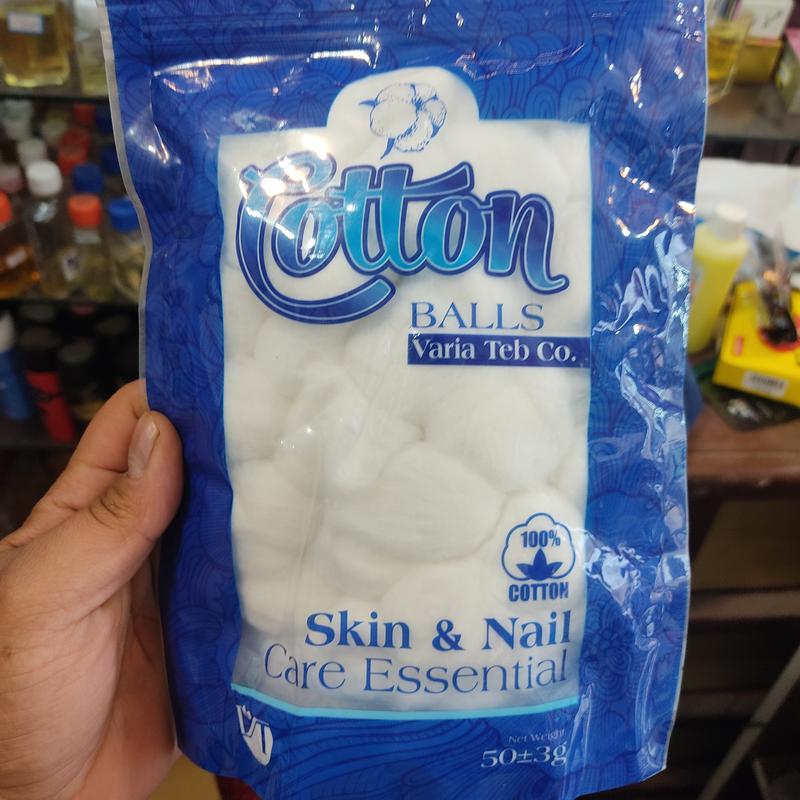 Cotton
BALLS
Varia Teb Co.
100%
COTTON
Skin & Nail
Care Essential
Net Weight
50±3g